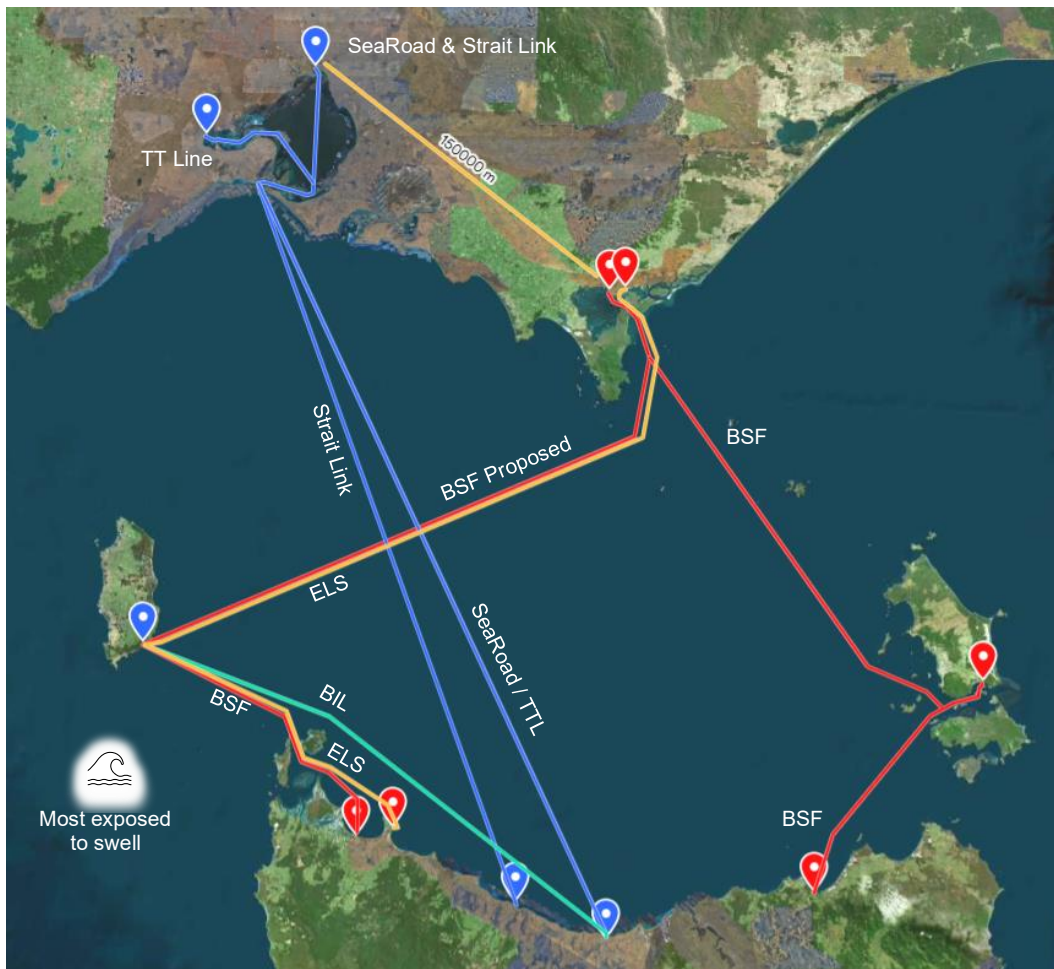 SeaRoad & Strait Link
TT Line
150000 m
Strait Link
BSF
BSF Proposed
ELS
SeaRoad / TTL
BIL
BSF
ELS
Most exposed
to swell
BSF